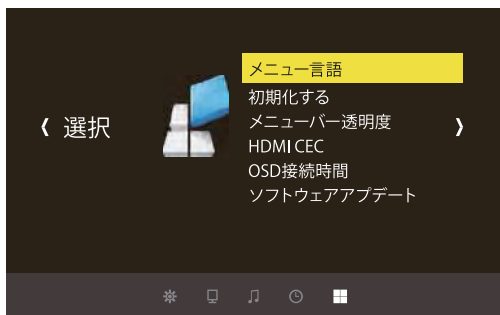 選択
メニュー言語
初期化する
メニューバー透明度
HDMI CEC
OSD接続時間
ソフトウェアアプデート